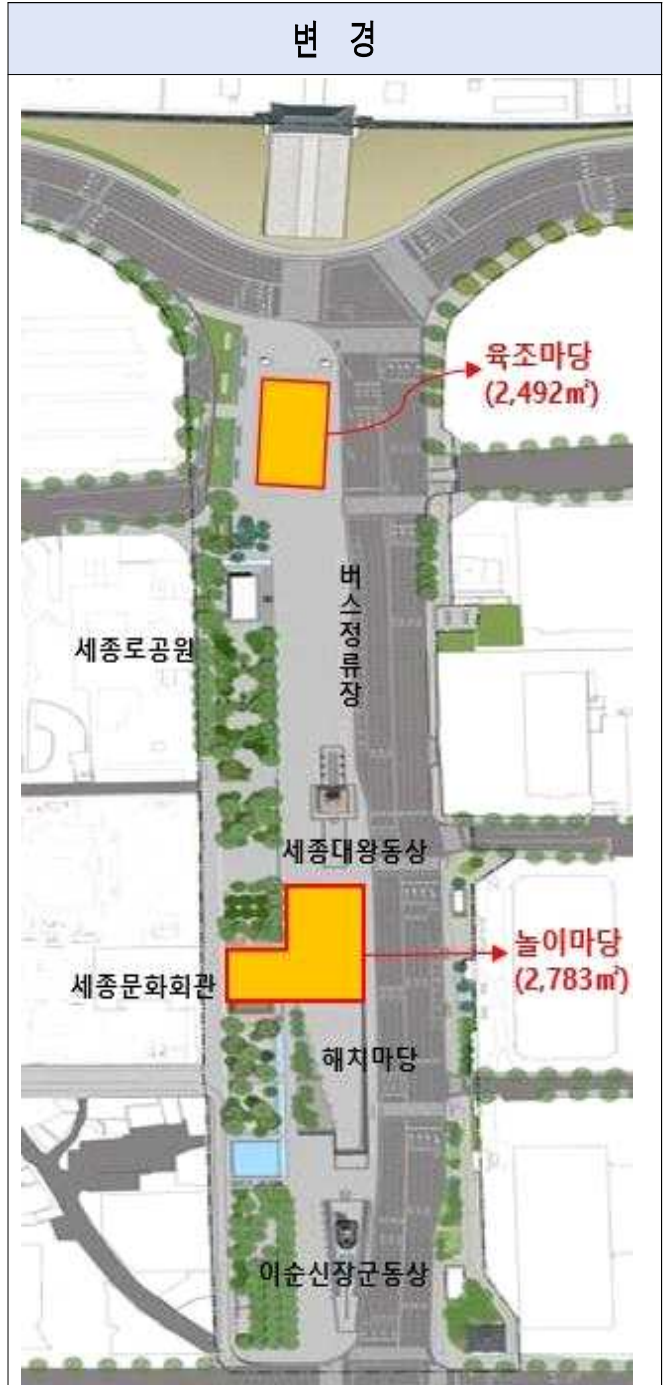 변 경
육조마당
(2,492㎡)
버스정류장
세종로공원
세종대왕동상
놀이마당
(2,783㎡)
세종문화회관
해치마당
이순신장군동상